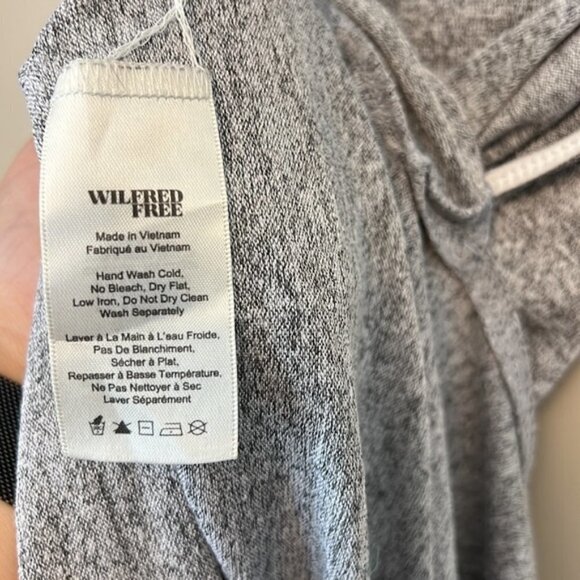 WILFRED
FREE
Made in Vietnam
Fabriqué au Vietnam
Hand Wash Cold,
No Bleach, Dry Flat,
Low Iron, Do Not Dry Clean
Wash Separately
Laver à La Main à L'eau Froide,
Pas De Blanchiment,
Sécher à Plat,
Repasser à Basse Température,
Ne Pas Nettoyer à Sec
Laver Séparément